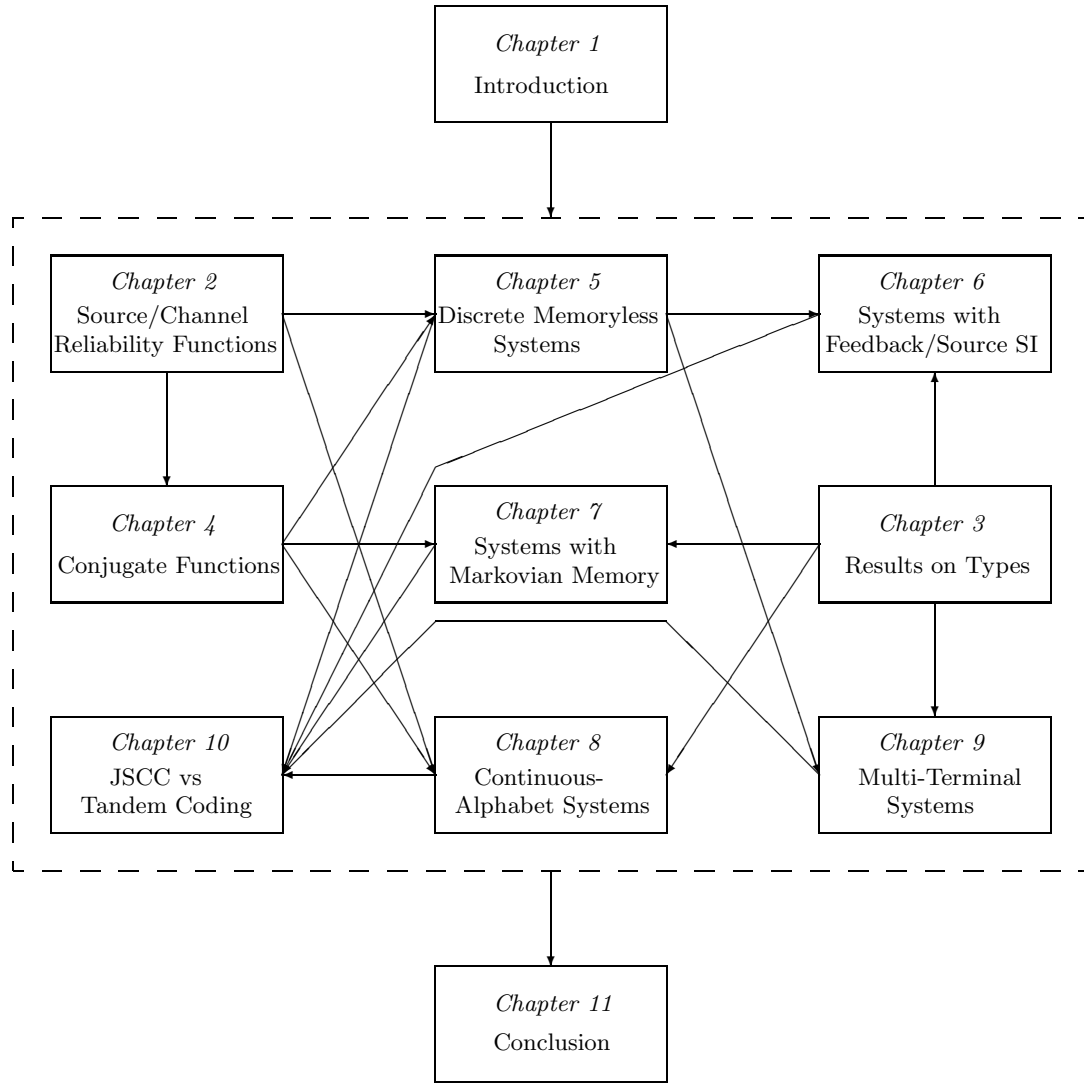 Chapter 1
Introduction
Chapter 2
Source/Channel
Reliability Functions
Chapter 5
Discrete Memoryless
Systems
Chapter 6
Systems with
Feedback/Source SI
Chapter 4
Conjugate Functions
Chapter 7
Systems with
Markovian Memory
Chapter 3
Results on Types
Chapter 10
JSCC vs
Tandem Coding
Chapter 8
Continuous-
Alphabet Systems
Chapter 9
Multi-Terminal
Systems
Chapter 11
Conclusion